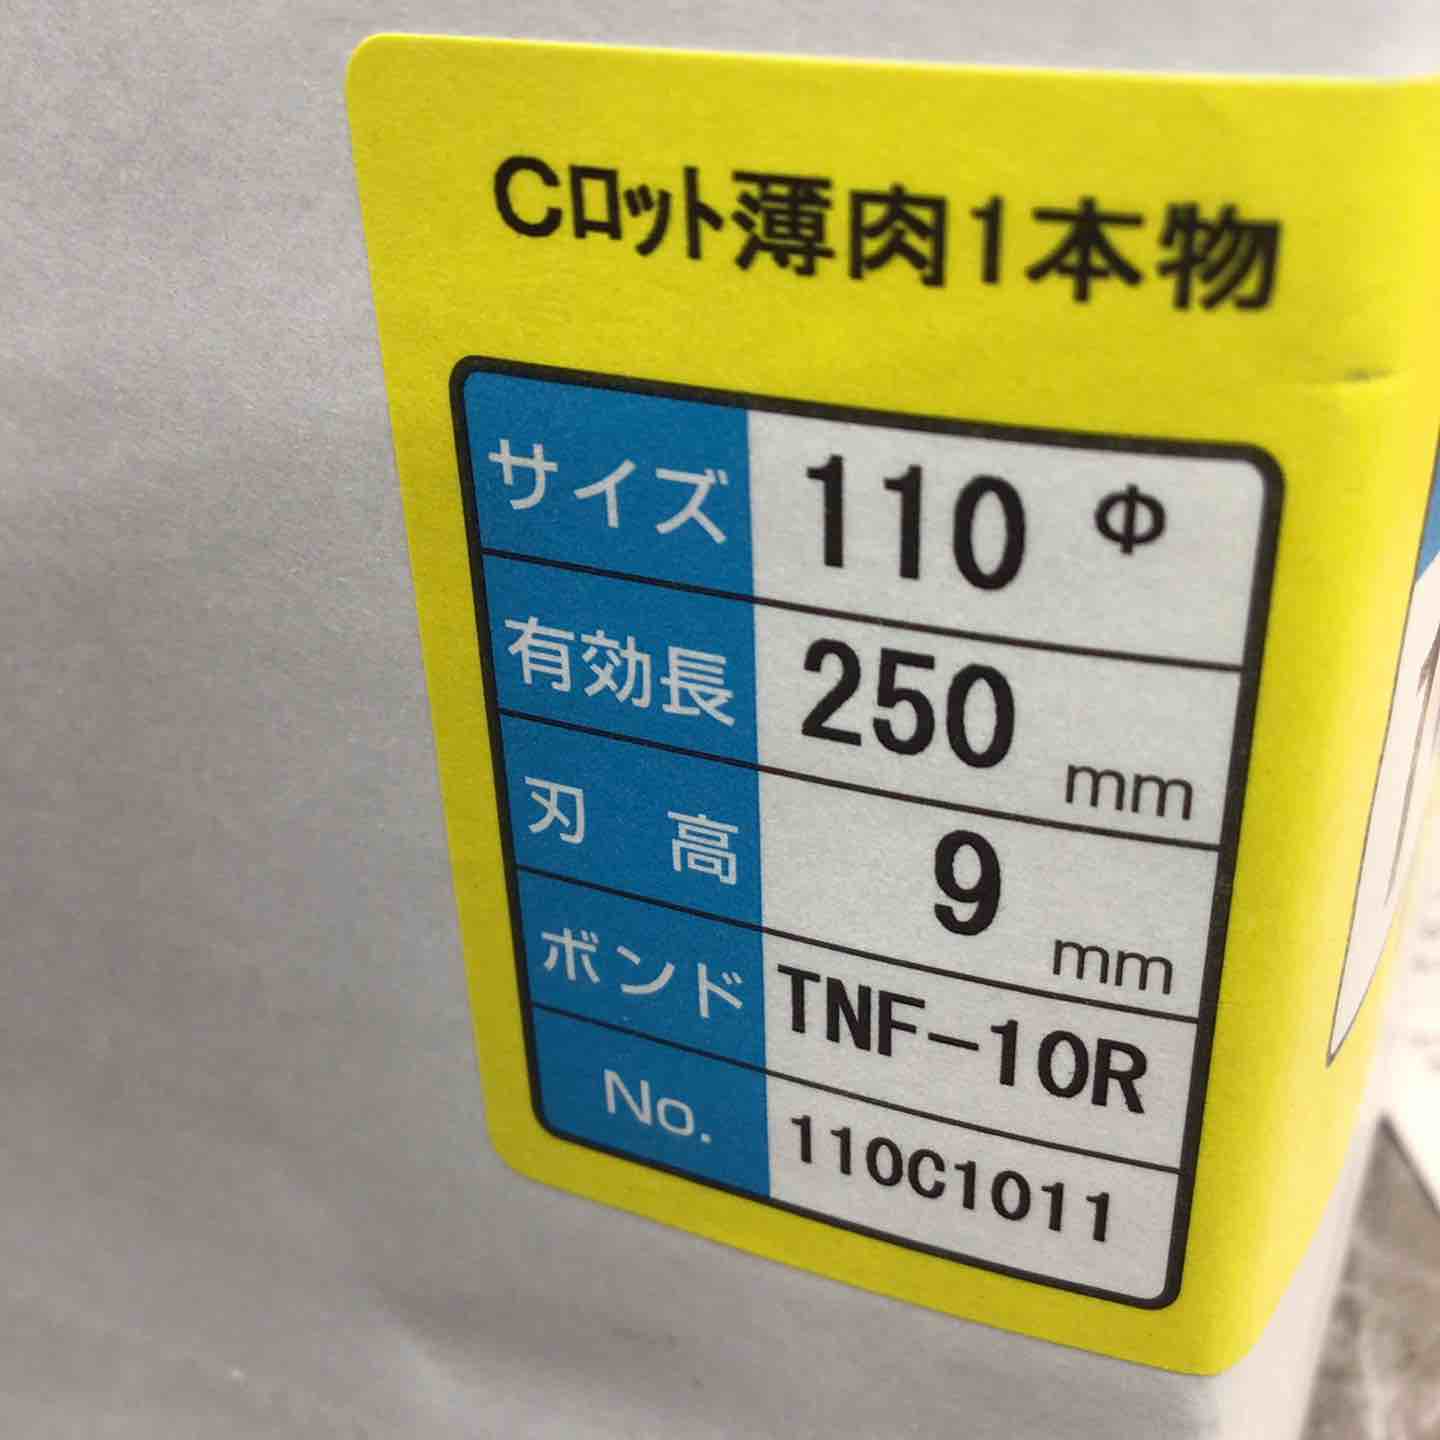 Cロット薄肉1本物
サイズ 110 Φ
有効長 250 mm
刃高 9 mm
ボンド TNF-10R
No. 110C1011